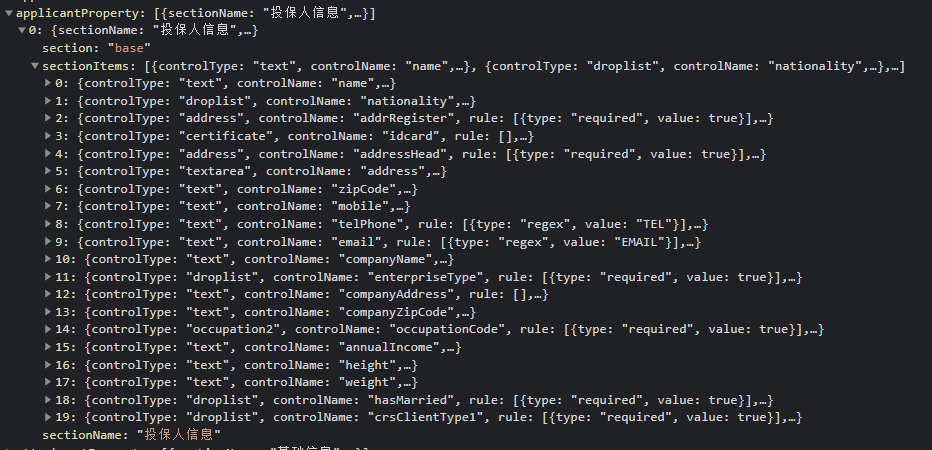 applicantProperty: [{sectionName: "投保人信息",…}]
0: {sectionName: "投保人信息",…}
section: "base"
sectionItems: [{controlType: "text", controlName: "name",…}, {controlType: "droplist", controlName: "nationality",…},…]
0: {controlType: "text", controlName: "name",…}
1: {controlType: "droplist", controlName: "nationality",…}
2: {controlType: "address", controlName: "addrRegister", rule: [{type: "required", value: true}],…}
3: {controlType: "certificate", controlName: "idcard", rule: [],…}
4: {controlType: "address", controlName: "addressHead", rule: [{type: "required", value: true}],…}
5: {controlType: "textarea", controlName: "address",…}
6: {controlType: "text", controlName: "zipCode",…}
7: {controlType: "text", controlName: "mobile",…}
8: {controlType: "text", controlName: "telPhone", rule: [{type: "regex", value: "TEL"}],…}
9: {controlType: "text", controlName: "email", rule: [{type: "regex", value: "EMAIL"}],…}
10: {controlType: "text", controlName: "companyName",…}
11: {controlType: "droplist", controlName: "enterpriseType", rule: [{type: "required", value: true}],…}
12: {controlType: "text", controlName: "companyAddress", rule: [],…}
13: {controlType: "text", controlName: "companyZipCode",…}
14: {controlType: "occupation2", controlName: "occupationCode", rule: [{type: "required", value: true}],…}
15: {controlType: "text", controlName: "annualIncome",…}
16: {controlType: "text", controlName: "height",…}
17: {controlType: "text", controlName: "weight",…}
18: {controlType: "droplist", controlName: "hasMarried", rule: [{type: "required", value: true}],…}
19: {controlType: "droplist", controlName: "crsClientType1", rule: [{type: "required", value: true}],…}
sectionName: "投保人信息"